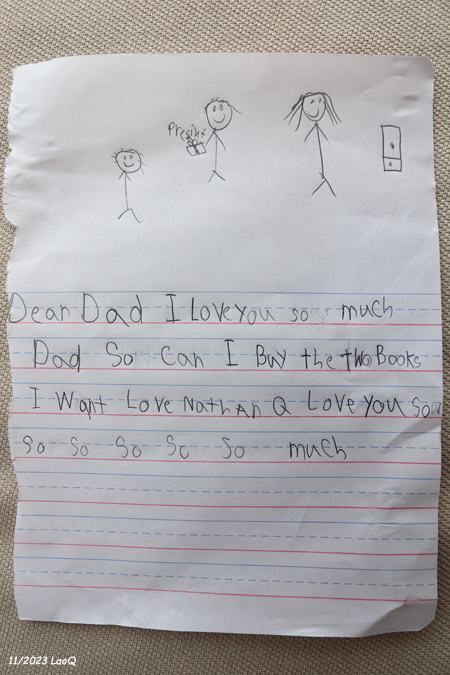 Presinx
Dear Dad I Love you so much
Dad So can I Buy the two Books
I Want Love Nathan Q Love you so
so so so so so much
11/2023 LaoQ